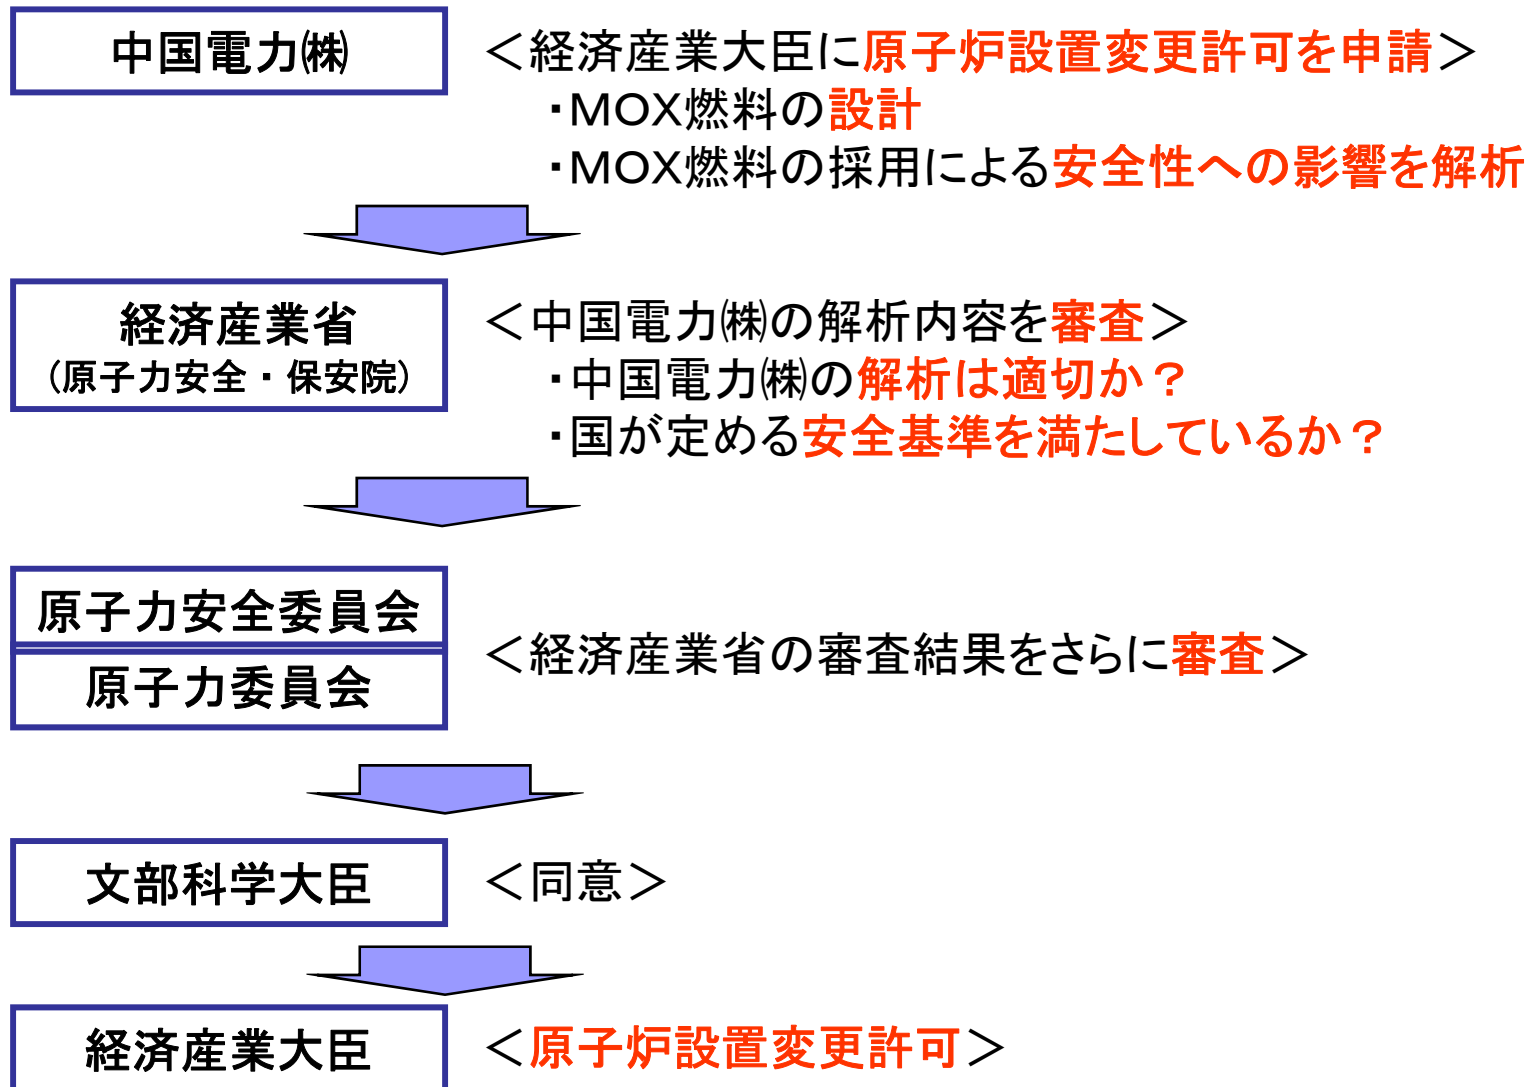 中国電力㈱
＜経済産業大臣に原子炉設置変更許可を申請＞
・ＭＯＸ燃料の設計
・ＭＯＸ燃料の採用による安全性への影響を解析
経済産業省
（原子力安全・保安院）
＜中国電力㈱の解析内容を審査＞
・中国電力㈱の解析は適切か？
・国が定める安全基準を満たしているか？
原子力安全委員会
原子力委員会
＜経済産業省の審査結果をさらに審査＞
文部科学大臣
＜同意＞
経済産業大臣
＜原子炉設置変更許可＞